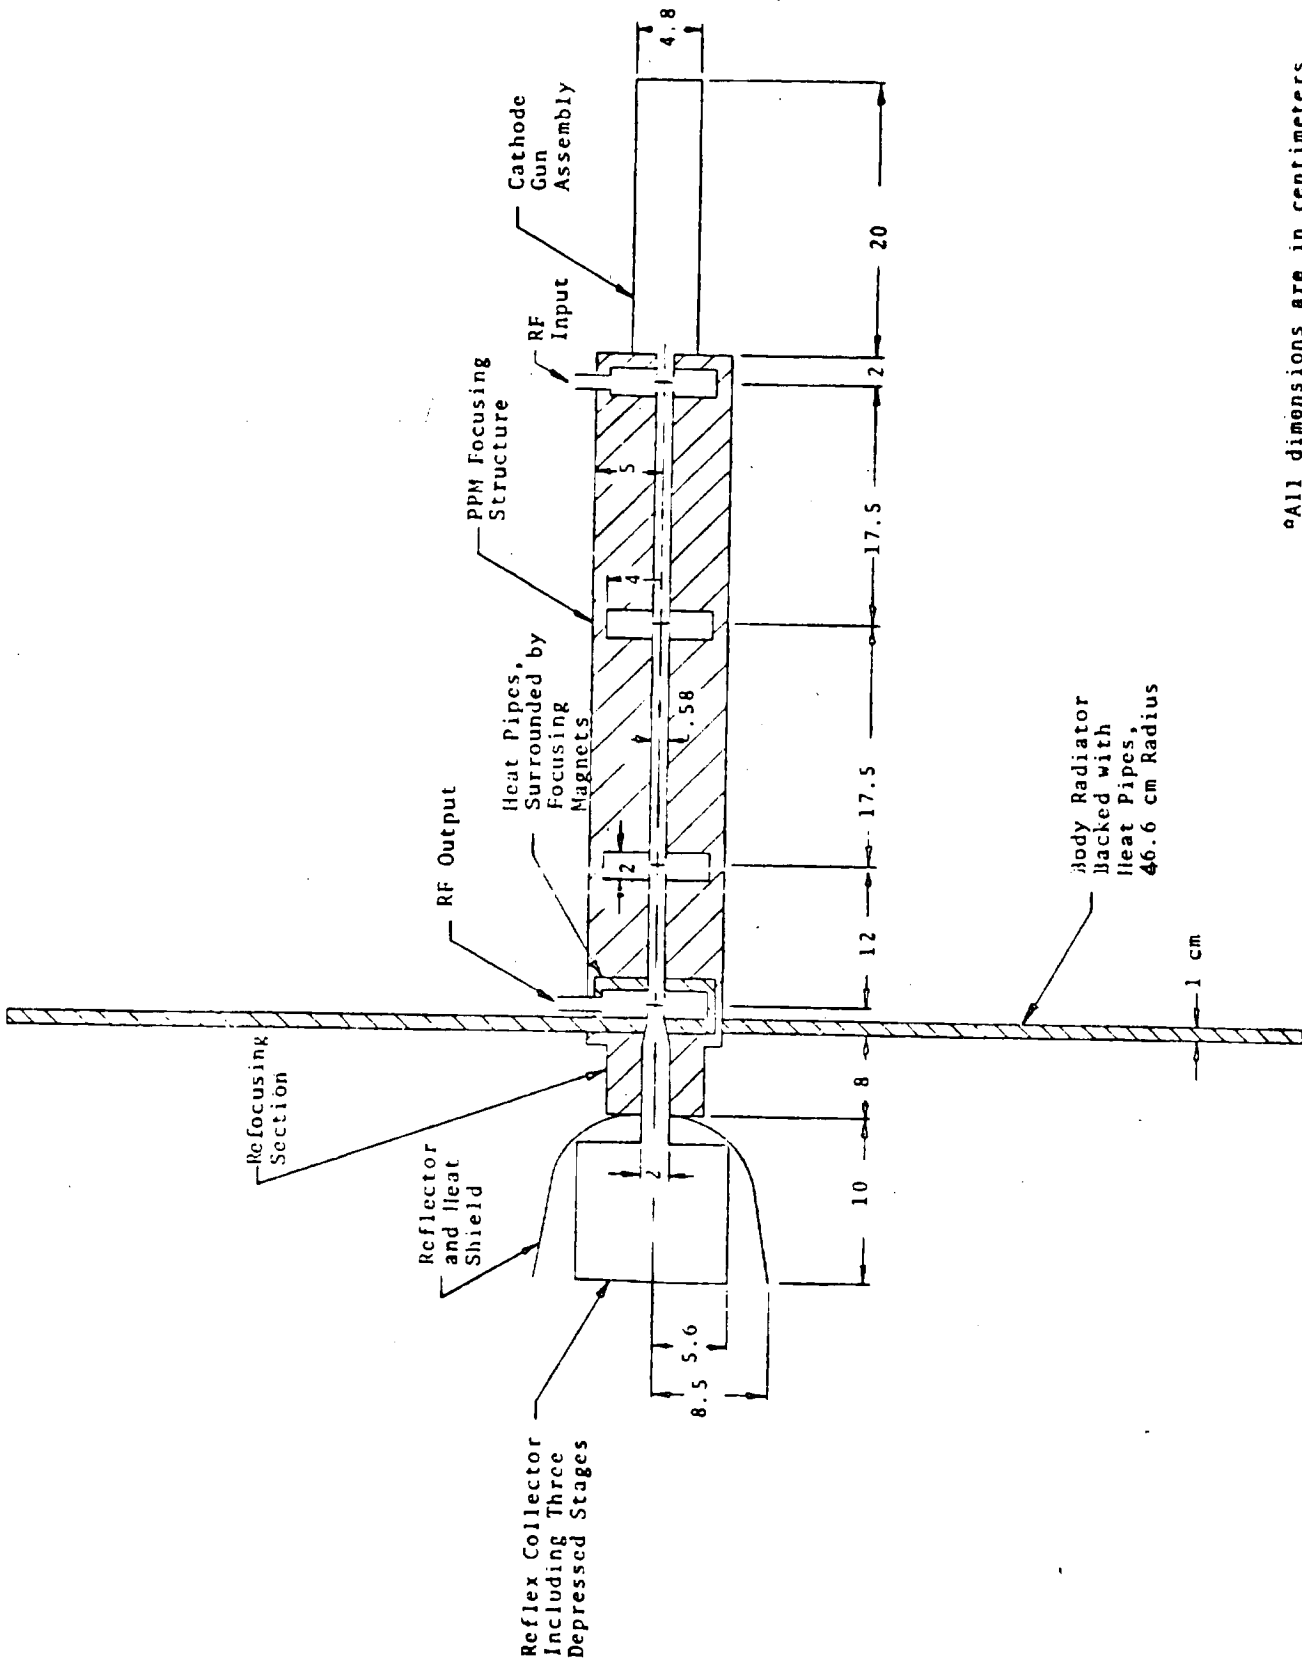 Reflex Collector
Including Three
Depressed Stages
Reflector
and Heat
Shield
Refocusing
Section
RF Output
Heat Pipes,
Surrounded by
Focusing
Magnets
PPM Focusing
Structure
RF
Input
Cathode
Gun
Assembly
4.8
5
4
.58
2
2
8.5
5.6
10
8
12
17.5
17.5
2
20
1 cm
Body Radiator
Backed with
Heat Pipes,
46.6 cm Radius
°All dimensions are in centimeters